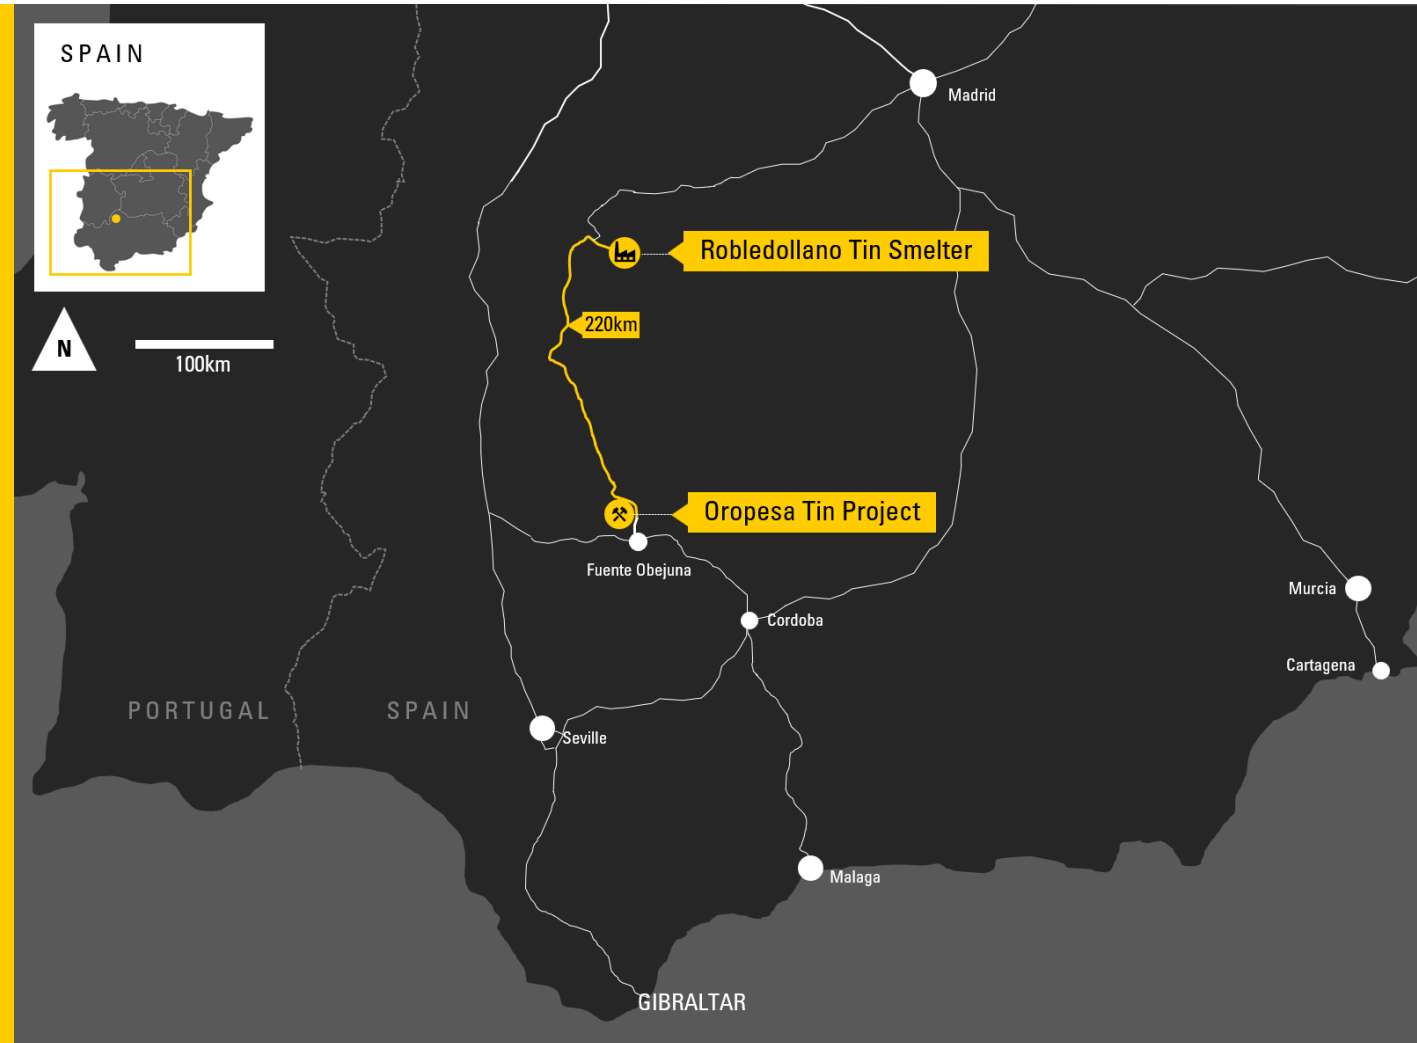 SPAIN
Madrid
Robledollano Tin Smelter
220km
N
100km
Oropesa Tin Project
Fuente Obejuna
Murcia
Cordoba
Cartagena
PORTUGAL
SPAIN
Seville
Malaga
GIBRALTAR